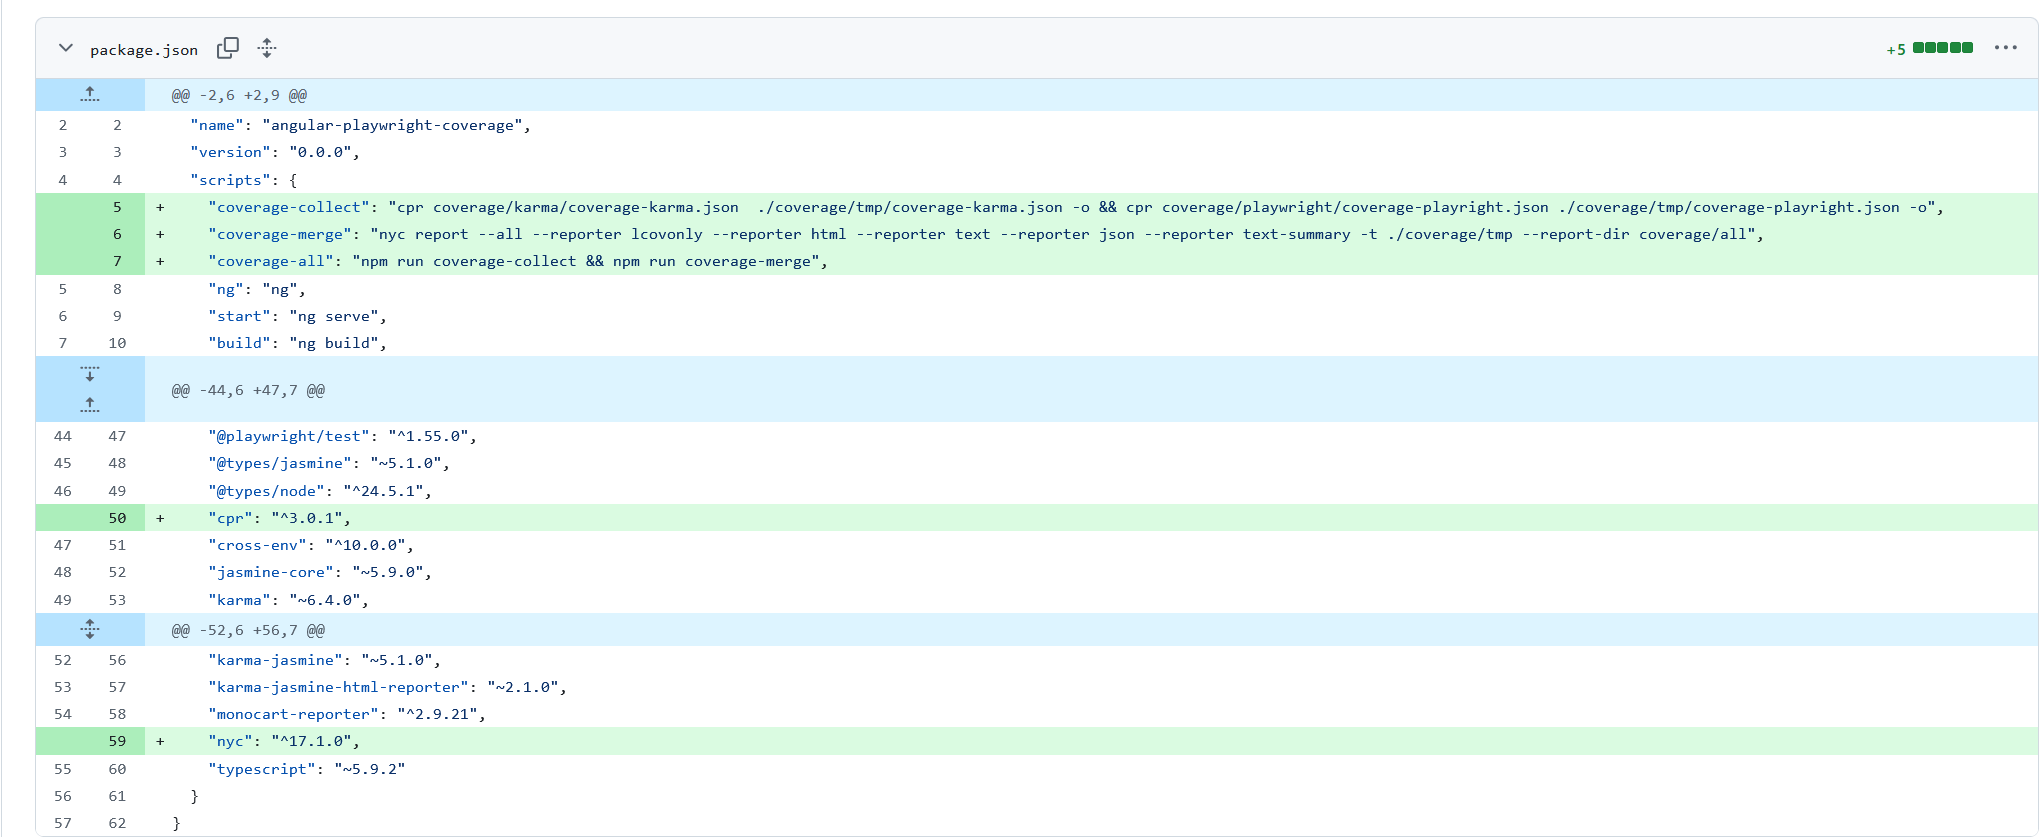 package.json
+5
@@ -2,6 +2,9 @@
2 2 "name": "angular-playwright-coverage",
3 3 "version": "0.0.0",
4 4 "scripts": {
5 + "coverage-collect": "cpr coverage/karma/coverage-karma.json  ./coverage/tmp/coverage-karma.json -o && cpr coverage/playwright/coverage-playright.json ./coverage/tmp/coverage-playright.json -o",
6 + "coverage-merge": "nyc report --all --reporter lcovonly --reporter html --reporter text --reporter json --reporter text-summary -t ./coverage/tmp --report-dir coverage/all",
7 + "coverage-all": "npm run coverage-collect && npm run coverage-merge",
5 8 "ng": "ng",
6 9 "start": "ng serve",
7 10 "build": "ng build",
@@ -44,6 +47,7 @@
44 47 "@playwright/test": "^1.55.0",
45 48 "@types/jasmine": "~5.1.0",
46 49 "@types/node": "^24.5.1",
50 + "cpr": "^3.0.1",
47 51 "cross-env": "^10.0.0",
48 52 "jasmine-core": "~5.9.0",
49 53 "karma": "~6.4.0",
@@ -52,6 +56,7 @@
52 56 "karma-jasmine": "~5.1.0",
53 57 "karma-jasmine-html-reporter": "~2.1.0",
54 58 "monocart-reporter": "^2.9.21",
59 + "nyc": "^17.1.0",
55 60 "typescript": "~5.9.2"
56 61 }
57 62 }